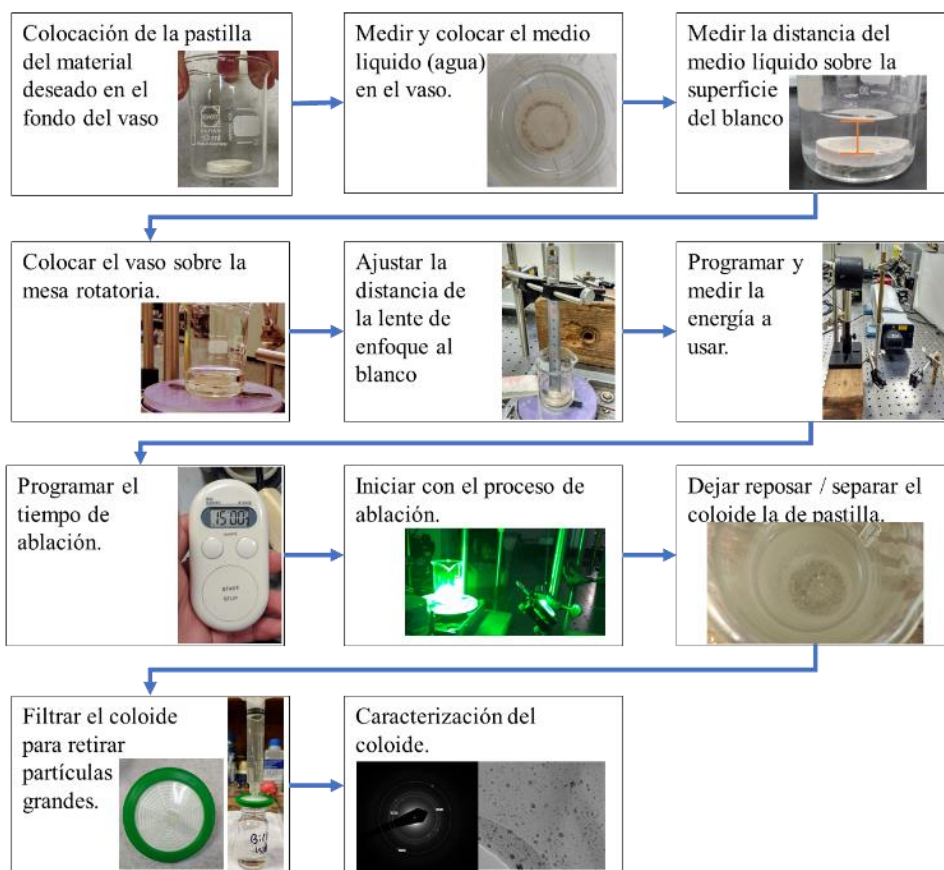 Colocación de la pastilla
del material
deseado en el
fondo del vaso
Medir y colocar el medio
liquido (agua)
en el vaso.
Medir la distancia del
medio líquido sobre la
superficie
del blanco
Colocar el vaso sobre la
mesa rotatoria.
Ajustar la
distancia de
la lente de
enfoque al
blanco
Programar y
medir la
energía a
usar.
Programar el
tiempo de
ablación.
15:00
START
STOP
Iniciar con el proceso de
ablación.
Dejar reposar / separar el
coloide la de pastilla.
Filtrar el coloide
para retirar
partículas
grandes.
Caracterización del
coloide.